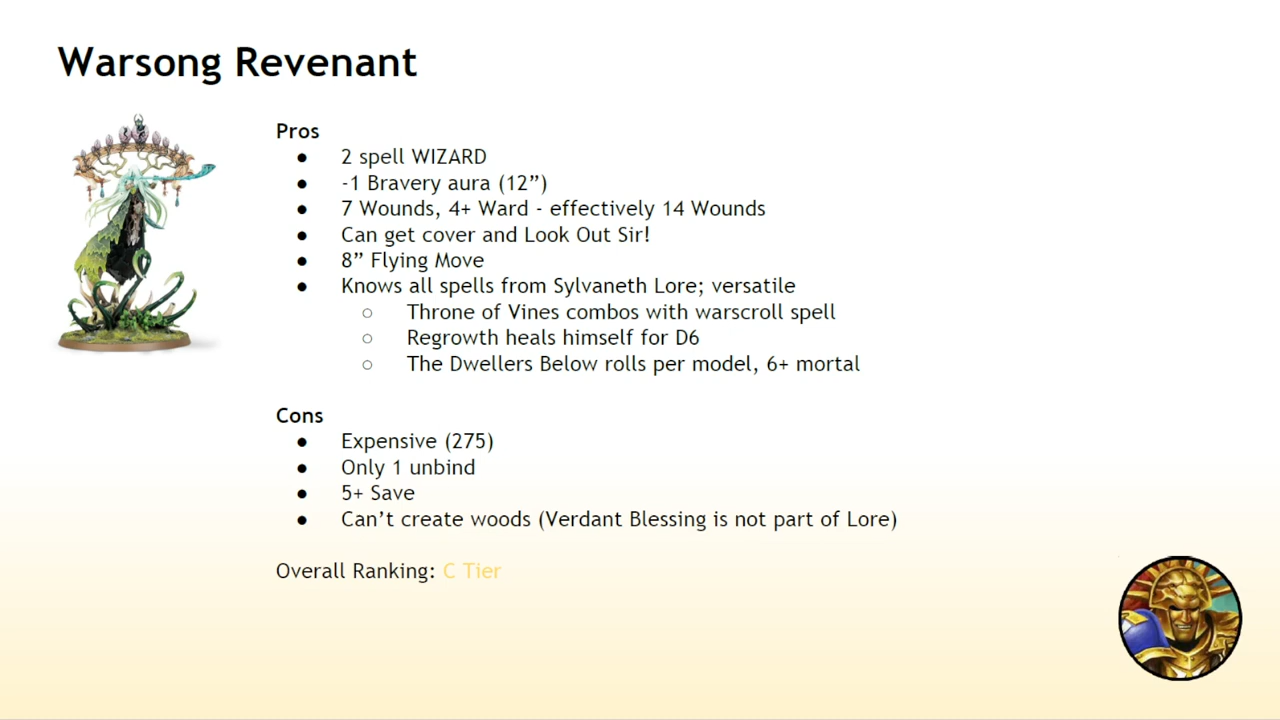 Warsong Revenant
Pros
● 2 spell WIZARD
● -1 Bravery aura (12”)
● 7 Wounds, 4+ Ward - effectively 14 Wounds
● Can get cover and Look Out Sir!
● 8” Flying Move
● Knows all spells from Sylvaneth Lore; versatile
○ Throne of Vines combos with warscroll spell
○ Regrowth heals himself for D6
○ The Dwellers Below rolls per model, 6+ mortal
Cons
● Expensive (275)
● Only 1 unbind
● 5+ Save
● Can’t create woods (Verdant Blessing is not part of Lore)
Overall Ranking: C Tier